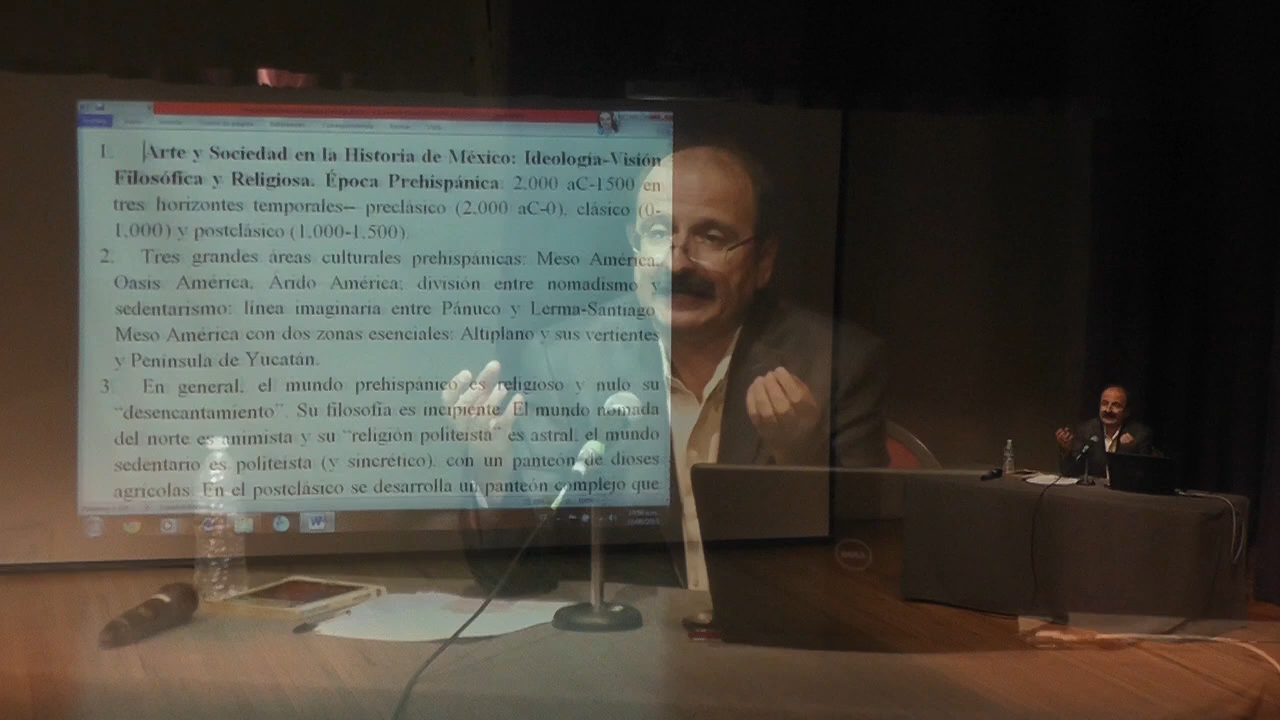 1. Arte y Sociedad en la Historia de México: Ideología-Visión
Filosófica y Religiosa. Época Prehispánica: 2.000 aC-1500 en
tres horizontes temporales– preclásico (2.000 aC-0), clásico (0-
1.000) y postclásico (1.000-1.500).
2. Tres grandes áreas culturales prehispánicas: Meso América,
Oasis América, Árido América; división entre nomadismo y
sedentarismo: línea imaginaria entre Pánuco y Lerma-Santiago
Meso América con dos zonas esenciales: Altiplano y sus vertientes
y Península de Yucatán.
3. En general, el mundo prehispánico es religioso y nulo su
“desencantamiento”. Su filosofía es incipiente. El mundo nómada
del norte es animista y su “religión politeísta” es astral; el mundo
sedentario es politeísta (y sincrético), con un panteón de dioses
agrícolas. En el postclásico se desarrolla un panteón complejo que
DELL